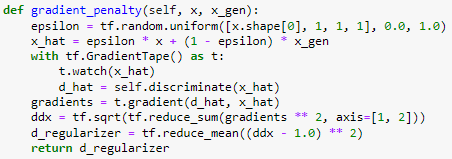 def gradient_penalty(self, x, x_gen):
    epsilon = tf.random.uniform([x.shape[0], 1, 1, 1], 0.0, 1.0)
    x_hat = epsilon * x + (1 - epsilon) * x_gen
    with tf.GradientTape() as t:
        t.watch(x_hat)
        d_hat = self.discriminate(x_hat)
    gradients = t.gradient(d_hat, x_hat)
    ddx = tf.sqrt(tf.reduce_sum(gradients ** 2, axis=[1, 2]))
    d_regularizer = tf.reduce_mean((ddx - 1.0) ** 2)
    return d_regularizer